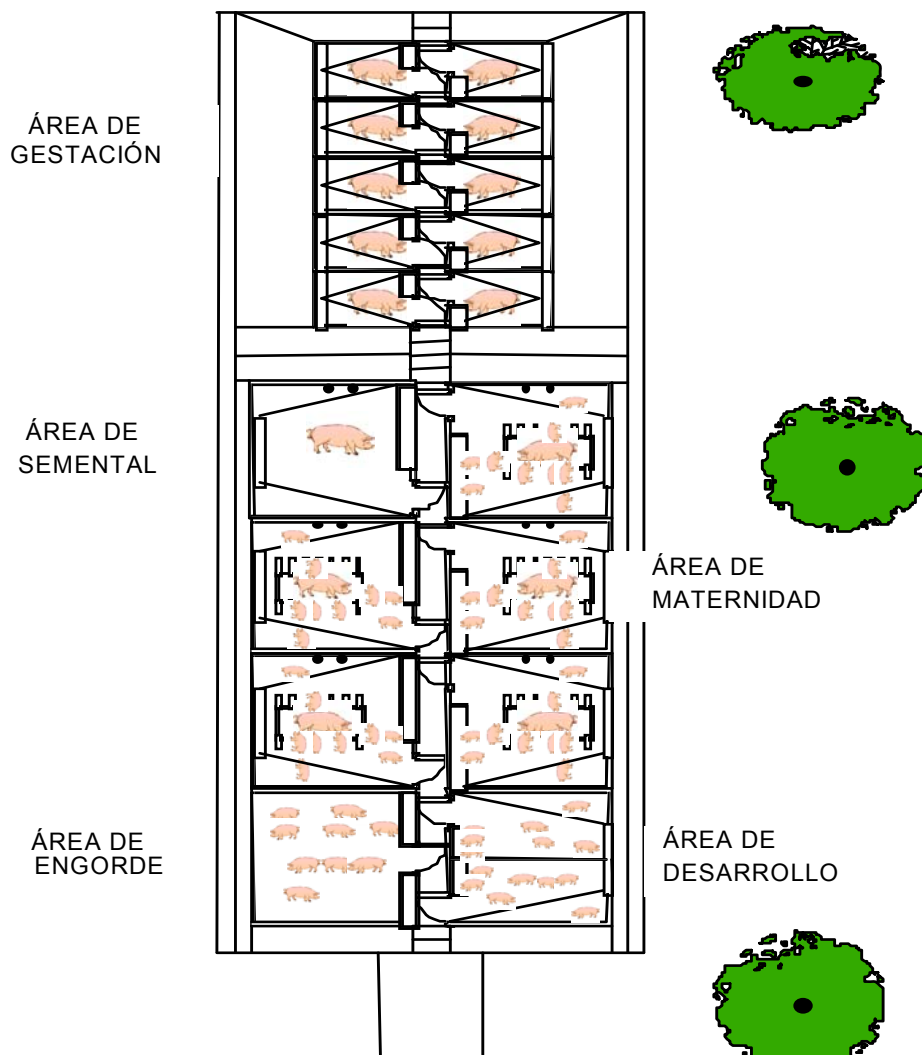 ÁREA DE
GESTACIÓN
ÁREA DE
SEMENTAL
ÁREA DE
MATERNIDAD
ÁREA DE
ENGORDE
ÁREA DE
DESARROLLO